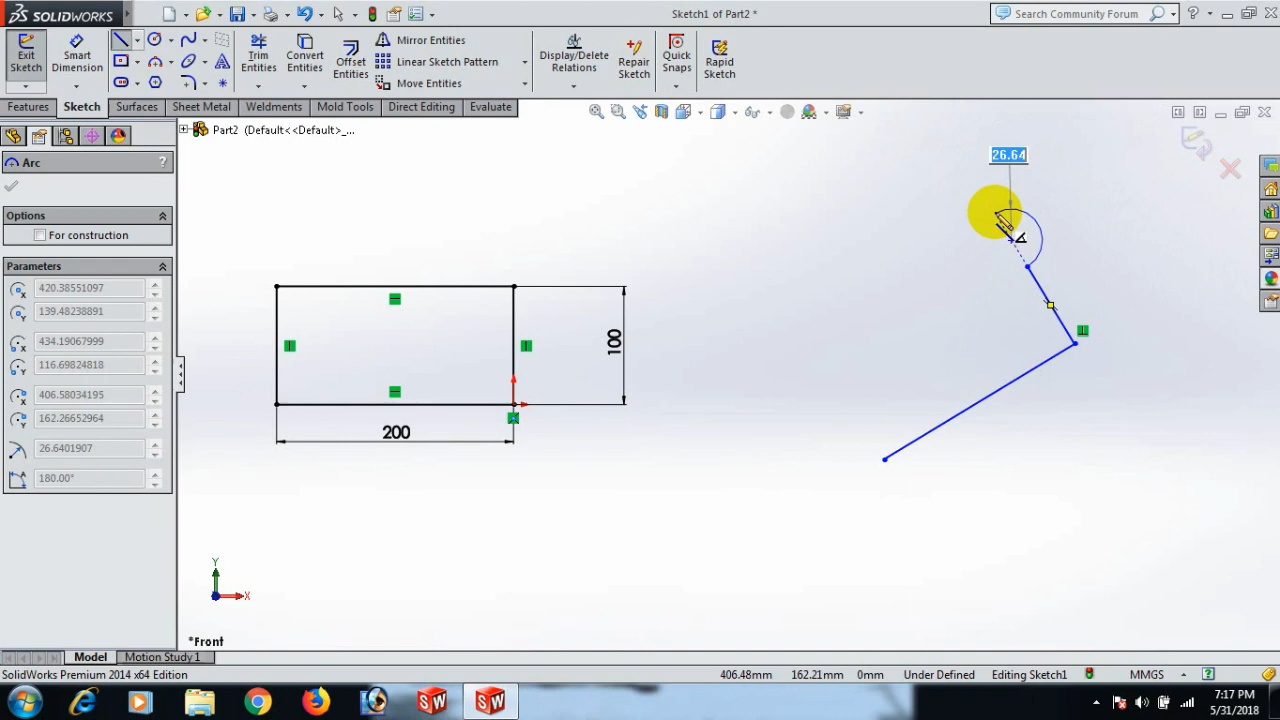 SOLIDWORKS
Sketch1 of Part2 *
Search Community Forum
Exit Sketch
Smart Dimension
Trim Entities
Convert Entities
Offset Entities
Mirror Entities
Linear Sketch Pattern
Move Entities
Display/Delete Relations
Repair Sketch
Quick Snaps
Rapid Sketch
Features
Sketch
Surfaces
Sheet Metal
Weldments
Mold Tools
Direct Editing
Evaluate
Part2 (Default<<Default>_...
Arc
?
Options
For construction
Parameters
420.38551097
139.48238891
434.19067999
116.69824818
406.58034195
162.26652964
26.6401907
180.00°
26.64
100
200
Y
X
*Front
Model
Motion Study 1
SolidWorks Premium 2014 x64 Edition
406.48mm
162.21mm
0mm
Under Defined
Editing Sketch1
MMGS
7:17 PM
5/31/2018